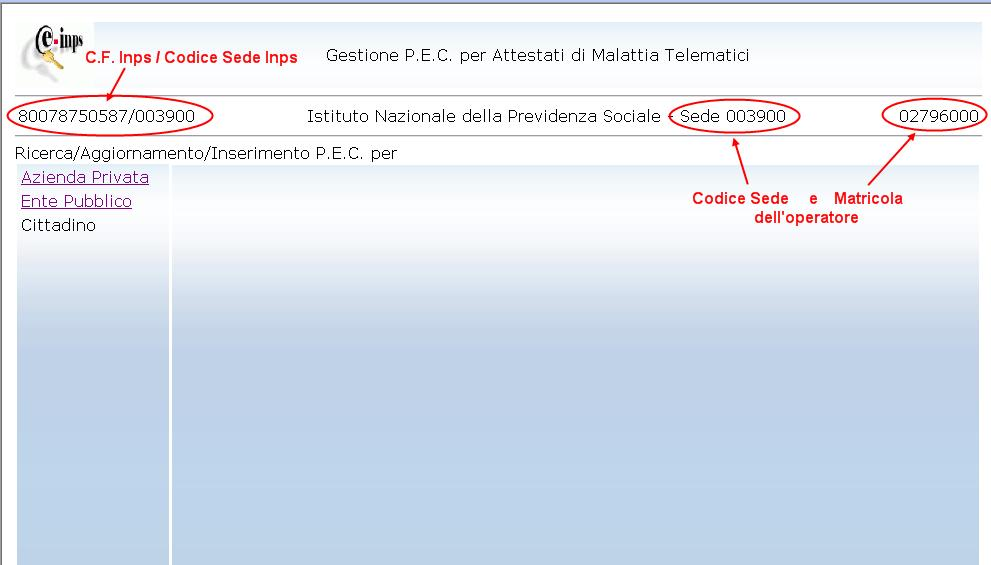 e-inps
C.F. Inps / Codice Sede Inps
Gestione P.E.C. per Attestati di Malattia Telematici
80078750587/003900
Istituto Nazionale della Previdenza Sociale - Sede 003900
02796000
Ricerca/Aggiornamento/Inserimento P.E.C. per
Azienda Privata
Ente Pubblico
Cittadino
Codice Sede e Matricola
dell'operatore